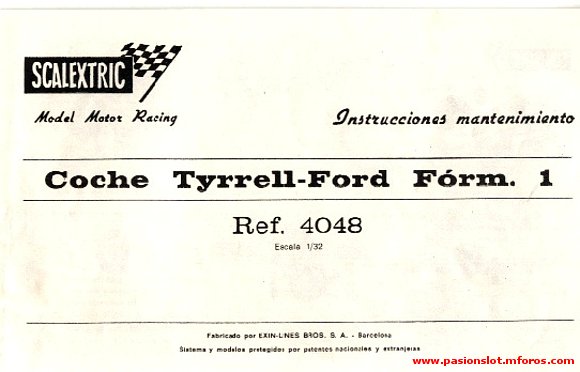 SCALEXTRIC
Model Motor Racing
Instrucciones mantenimiento
Coche Tyrrell-Ford Fórm. 1
Ref. 4048
Escala 1/32
Fabricado por EXIN-LINES BROS. S. A. - Barcelona
Sistema y modelos protegidos por patentes nacionales y extranjeras
www.pasionslot.mforos.com